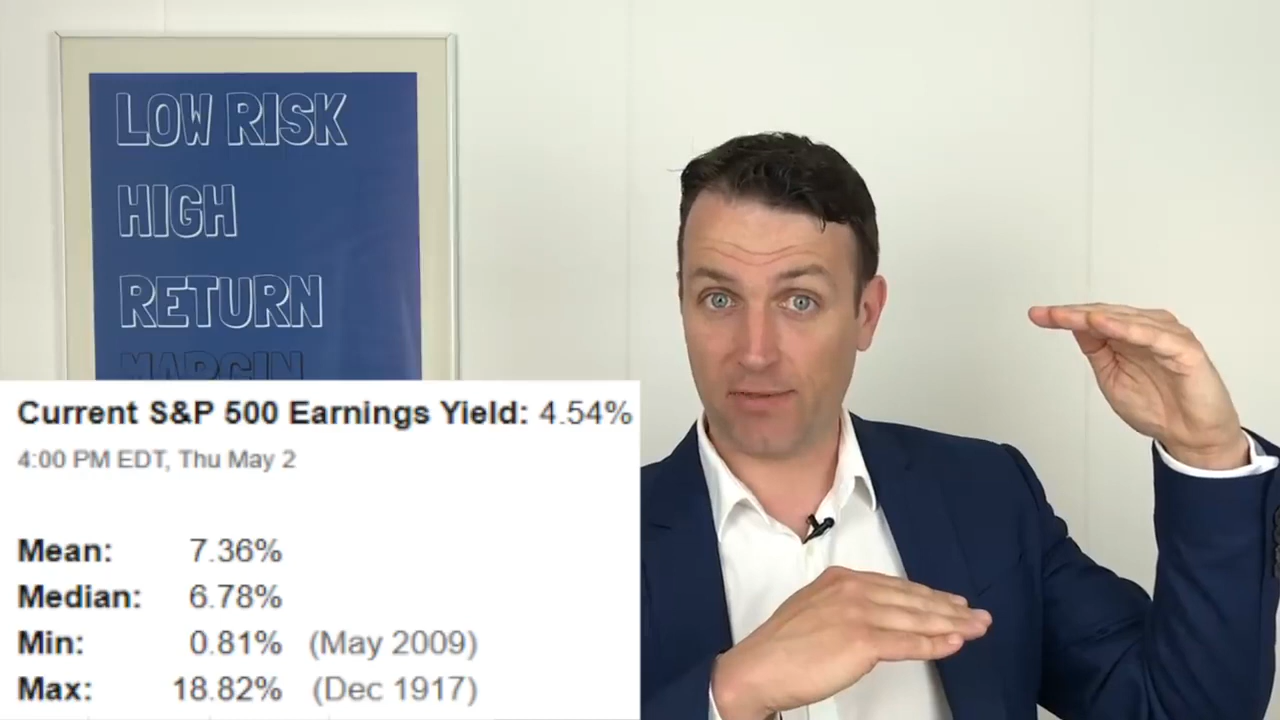 LOW RISK
HIGH
RETURN
MARGIN
Current S&P 500 Earnings Yield: 4.54%
4:00 PM EDT, Thu May 2
Mean: 7.36%
Median: 6.78%
Min: 0.81% (May 2009)
Max: 18.82% (Dec 1917)